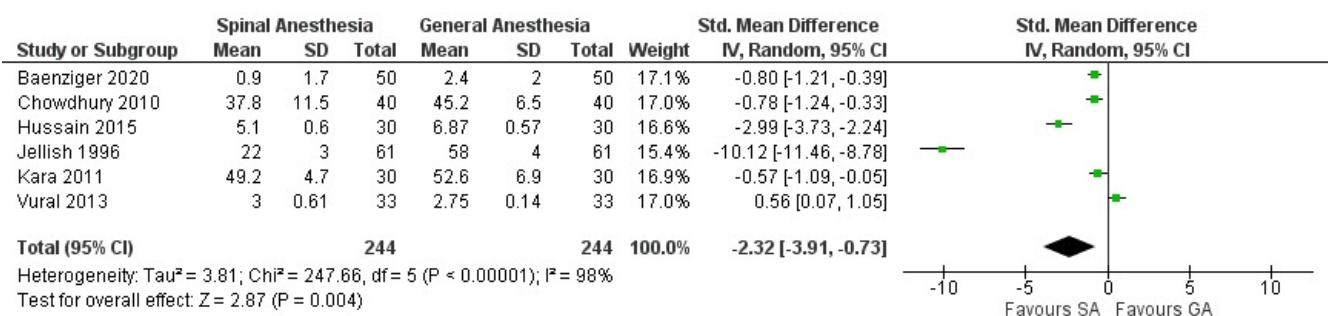 Spinal Anesthesia General Anesthesia Std. Mean Difference Std. Mean Difference
Study or Subgroup Mean SD Total Mean SD Total Weight IV, Random, 95% CI IV, Random, 95% CI
Baenziger 2020 0.9 1.7 50 2.4 2 50 17.1% -0.80 [-1.21, -0.39]
Chowdhury 2010 37.8 11.5 40 45.2 6.5 40 17.0% -0.78 [-1.24, -0.33]
Hussain 2015 5.1 0.6 30 6.87 0.57 30 16.6% -2.99 [-3.73, -2.24]
Jellish 1996 22 3 61 58 4 61 15.4% -10.12 [-11.46, -8.78]
Kara 2011 49.2 4.7 30 52.6 6.9 30 16.9% -0.57 [-1.09, -0.05]
Vural 2013 3 0.61 33 2.75 0.14 33 17.0% 0.56 [0.07, 1.05]
Total (95% CI) 244 244 100.0% -2.32 [-3.91, -0.73]
Heterogeneity: Tau² = 3.81; Chi² = 247.66, df = 5 (P < 0.00001); I² = 98%
Test for overall effect: Z = 2.87 (P = 0.004)
-10 -5 0 5 10
Favours SA Favours GA